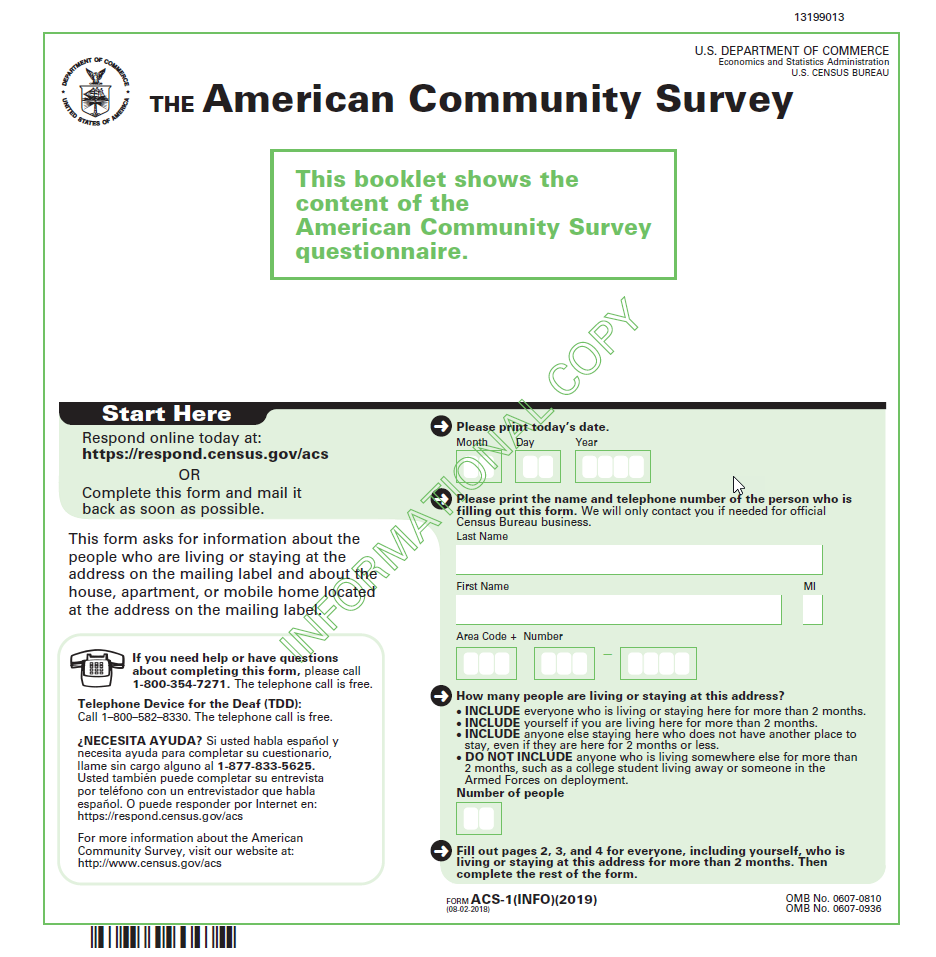 13199013
U.S. DEPARTMENT OF COMMERCE
Economics and Statistics Administration
U.S. CENSUS BUREAU
DEPARTMENT OF COMMERCE
UNITED STATES OF AMERICA
THE American Community Survey
This booklet shows the
content of the
American Community Survey
questionnaire.
INFORMATIONAL COPY
Start Here
Respond online today at:
https://respond.census.gov/acs
OR
Complete this form and mail it
back as soon as possible.
This form asks for information about the
people who are living or staying at the
address on the mailing label and about the
house, apartment, or mobile home located
at the address on the mailing label.
If you need help or have questions
about completing this form, please call
1-800-354-7271. The telephone call is free.
Telephone Device for the Deaf (TDD):
Call 1–800–582–8330. The telephone call is free.
¿NECESITA AYUDA? Si usted habla español y
necesita ayuda para completar su cuestionario,
llame sin cargo alguno al 1-877-833-5625.
Usted también puede completar su entrevista
por teléfono con un entrevistador que habla
español. O puede responder por Internet en:
https://respond.census.gov/acs
For more information about the American
Community Survey, visit our website at:
http://www.census.gov/acs
Please print today’s date.
Month Day Year
Please print the name and telephone number of the person who is
filling out this form. We will only contact you if needed for official
Census Bureau business.
Last Name
First Name MI
Area Code + Number
–
How many people are living or staying at this address?
• INCLUDE everyone who is living or staying here for more than 2 months.
• INCLUDE yourself if you are living here for more than 2 months.
• INCLUDE anyone else staying here who does not have another place to
stay, even if they are here for 2 months or less.
• DO NOT INCLUDE anyone who is living somewhere else for more than
2 months, such as a college student living away or someone in the
Armed Forces on deployment.
Number of people
Fill out pages 2, 3, and 4 for everyone, including yourself, who is
living or staying at this address for more than 2 months. Then
complete the rest of the form.
FORM ACS-1(INFO)(2019)
(08-02-2018)
OMB No. 0607-0810
OMB No. 0607-0936